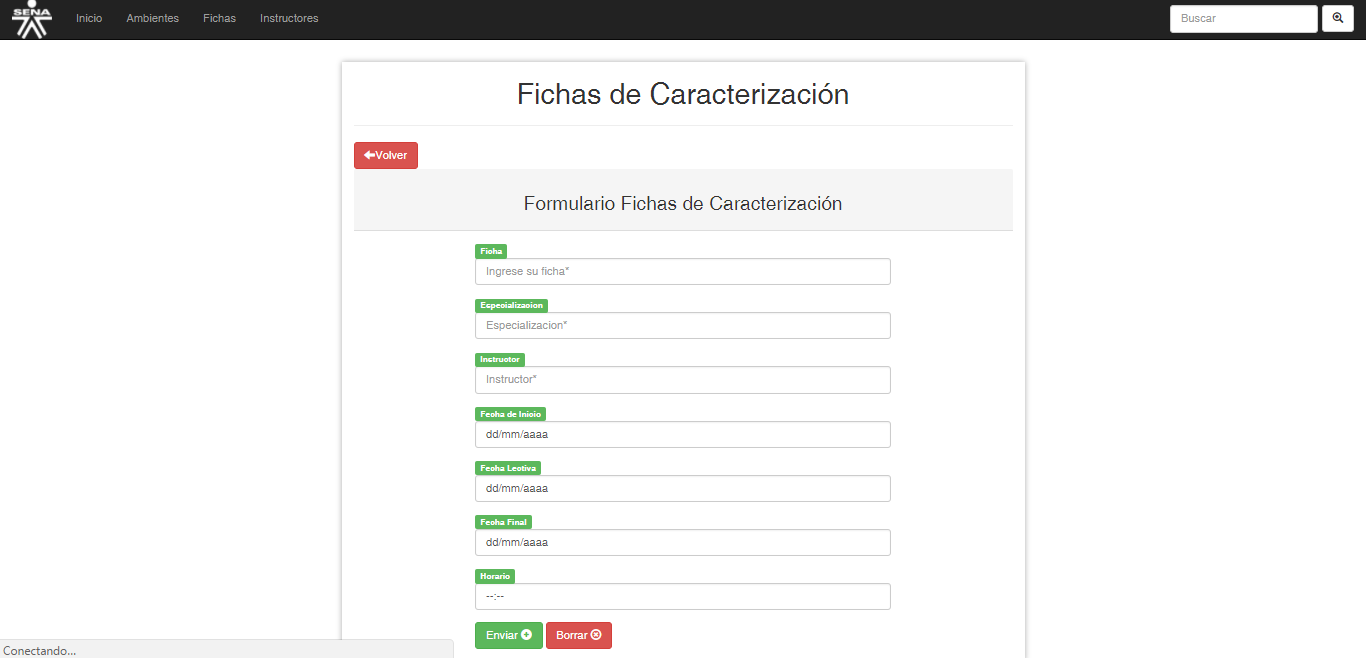 SENA Inicio Ambientes Fichas Instructores Buscar
Fichas de Caracterización
Volver
Formulario Fichas de Caracterización
Ficha
Ingrese su ficha*
Especializacion
Especializacion*
Instructor
Instructor*
Fecha de Inicio
dd/mm/aaaa
Fecha Lectiva
dd/mm/aaaa
Fecha Final
dd/mm/aaaa
Horario
--:--
Enviar Borrar
Conectando...